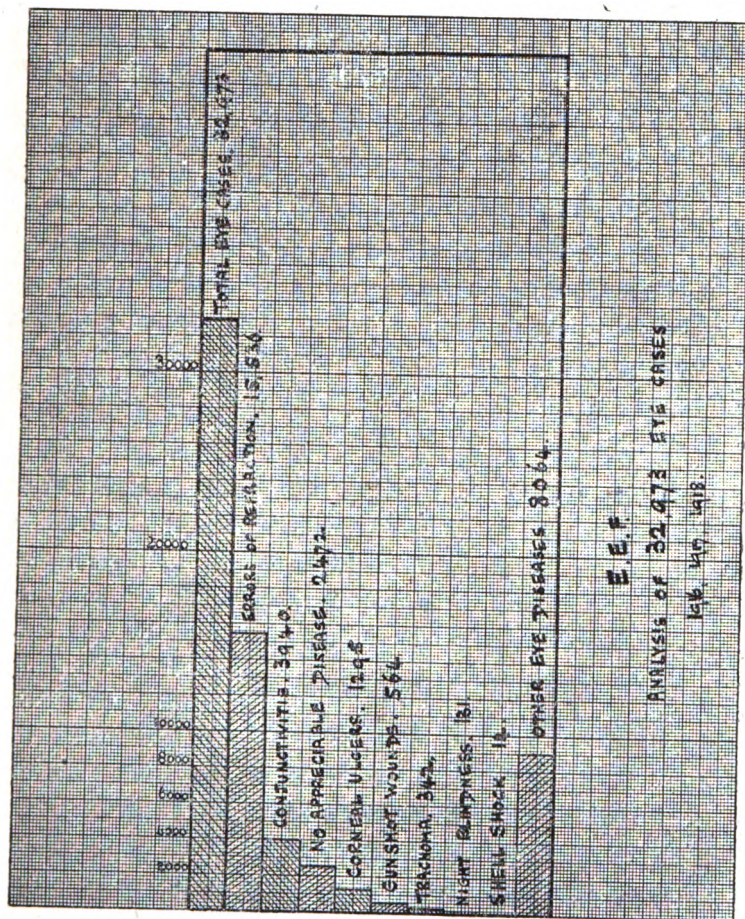 30000
20000
10000
8000
6000
4000
2000
TOTAL EYE CASES. 32,973
ERRORS OF REFRACTION. 15,536
CONJUNCTIVITIS. 3940.
NO APPRECIABLE DISEASE. 2472.
CORNEAL ULCERS. 1298
GUNSHOT WOUNDS. 564.
TRACHOMA. 342.
NIGHT BLINDNESS. 131.
SHELL SHOCK 12.
OTHER EYE DISEASES 8064.
E.E.F.
ANALYSIS OF 32,973 EYE CASES
1916. 1917. 1918.